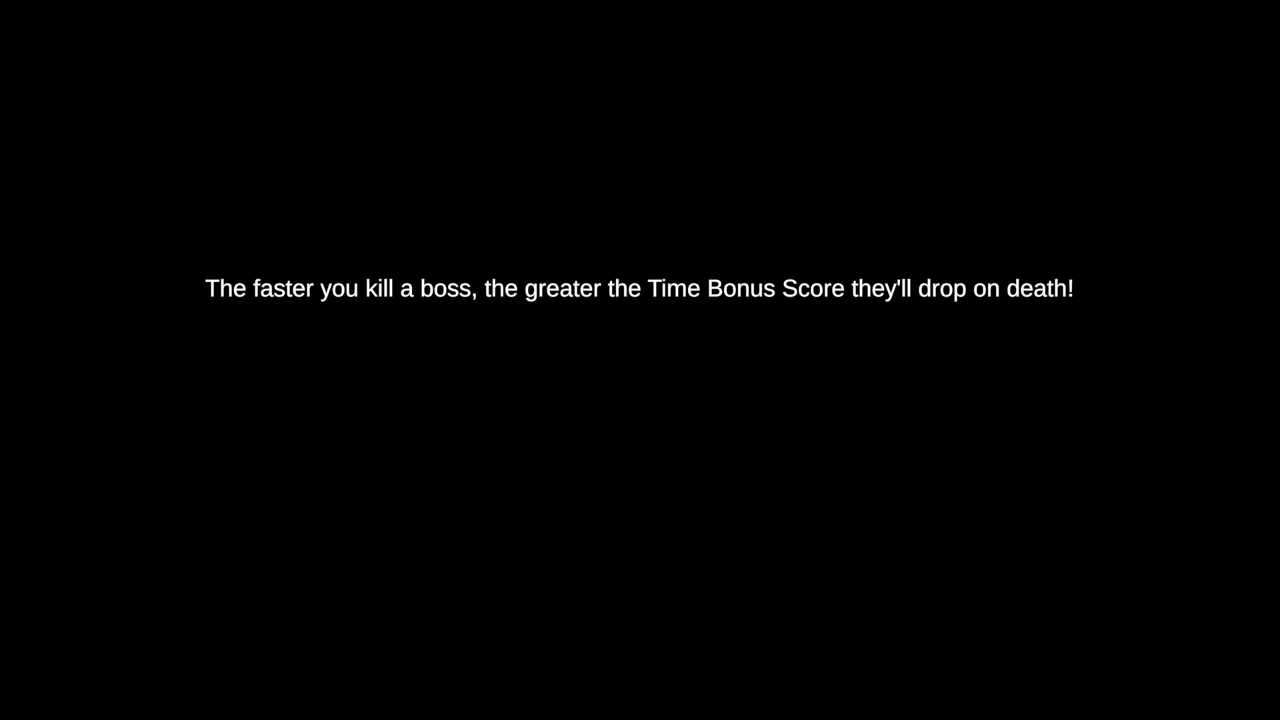 The faster you kill a boss, the greater the Time Bonus Score they'll drop on death!